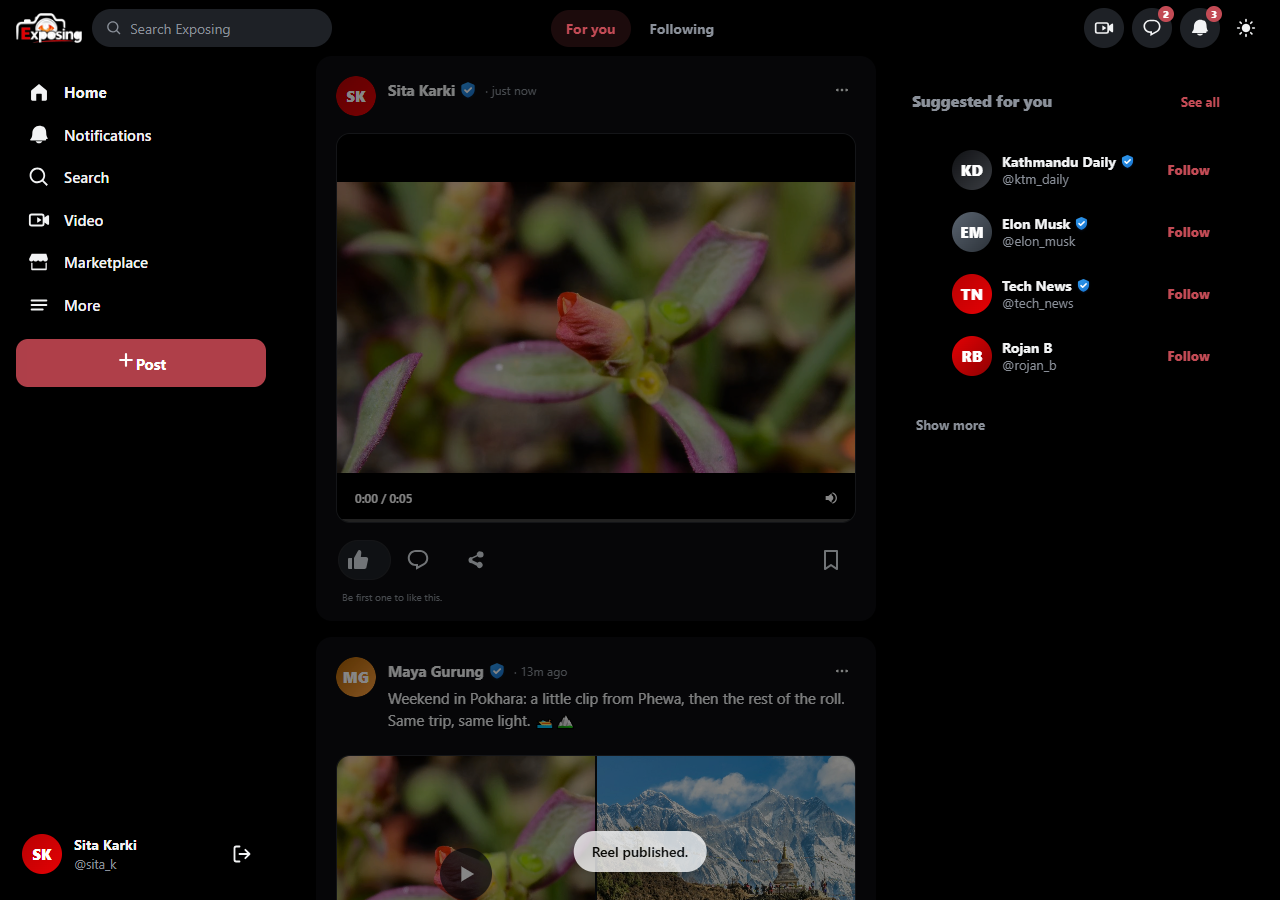 Exposing
Search Exposing
For you
Following
2
3
Home
Notifications
Search
Video
Marketplace
More
Post
SK
Sita Karki
· just now
0:00 / 0:05
Be first one to like this.
MG
Maya Gurung
· 13m ago
Weekend in Pokhara: a little clip from Phewa, then the rest of the roll.
Same trip, same light.
Reel published.
Suggested for you
See all
KD
Kathmandu Daily
@ktm_daily
Follow
EM
Elon Musk
@elon_musk
Follow
TN
Tech News
@tech_news
Follow
RB
Rojan B
@rojan_b
Follow
Show more
SK
Sita Karki
@sita_k